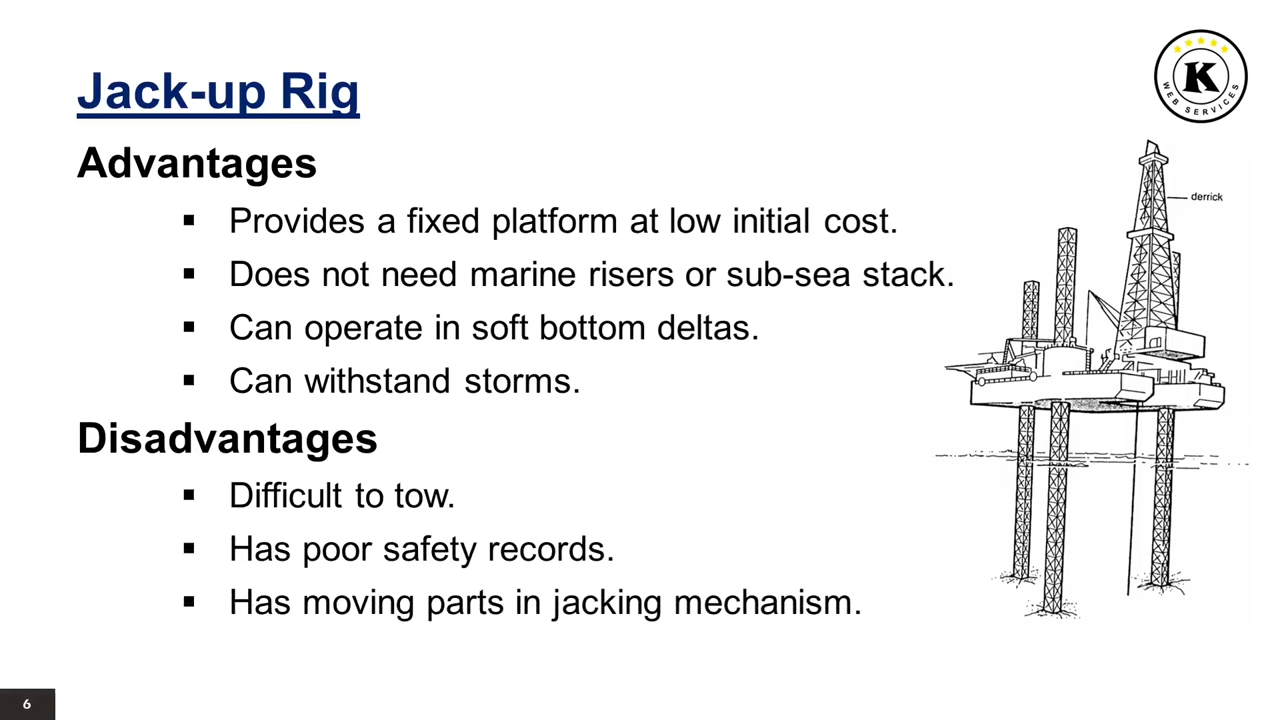 K
WEB SERVICES
Jack-up Rig
Advantages
▪ Provides a fixed platform at low initial cost.
▪ Does not need marine risers or sub-sea stack.
▪ Can operate in soft bottom deltas.
▪ Can withstand storms.
Disadvantages
▪ Difficult to tow.
▪ Has poor safety records.
▪ Has moving parts in jacking mechanism.
derrick
6